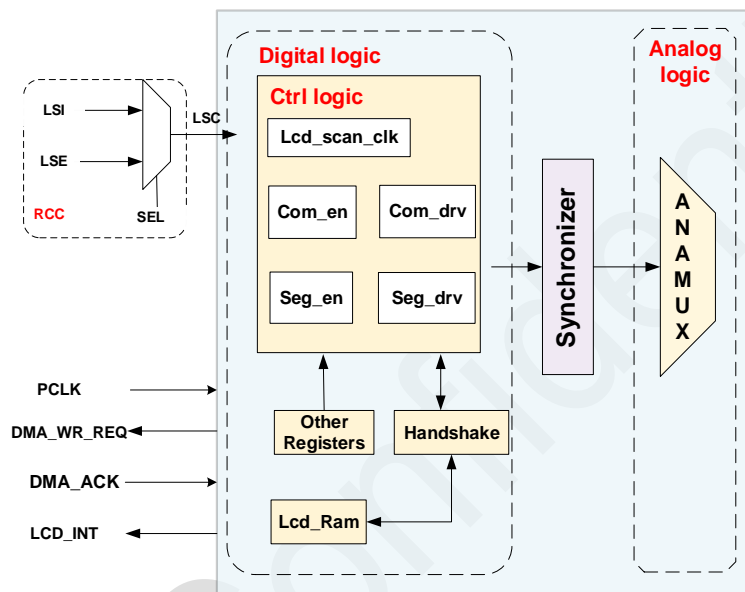 Digital logic
Analog
logic
Ctrl logic
LSI
LSC
Lcd_scan_clk
LSE
RCC
SEL
Com_en
Com_drv
Seg_en
Seg_drv
Synchronizer
ANAMUX
PCLK
Other
Registers
Handshake
DMA_WR_REQ
DMA_ACK
Lcd_Ram
LCD_INT